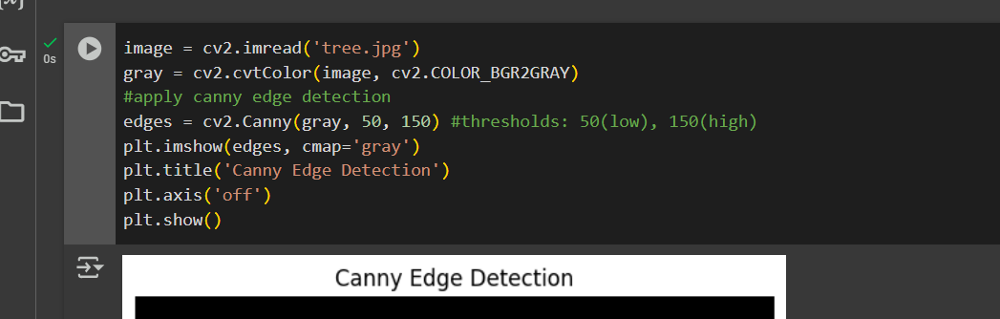 image = cv2.imread('tree.jpg')
gray = cv2.cvtColor(image, cv2.COLOR_BGR2GRAY)
0s
#apply canny edge detection
edges = cv2.Canny(gray, 50, 150) #thresholds: 50(low), 150(high)
plt.imshow(edges, cmap='gray')
plt.title('Canny Edge Detection')
plt.axis('off')
plt.show()
Canny Edge Detection